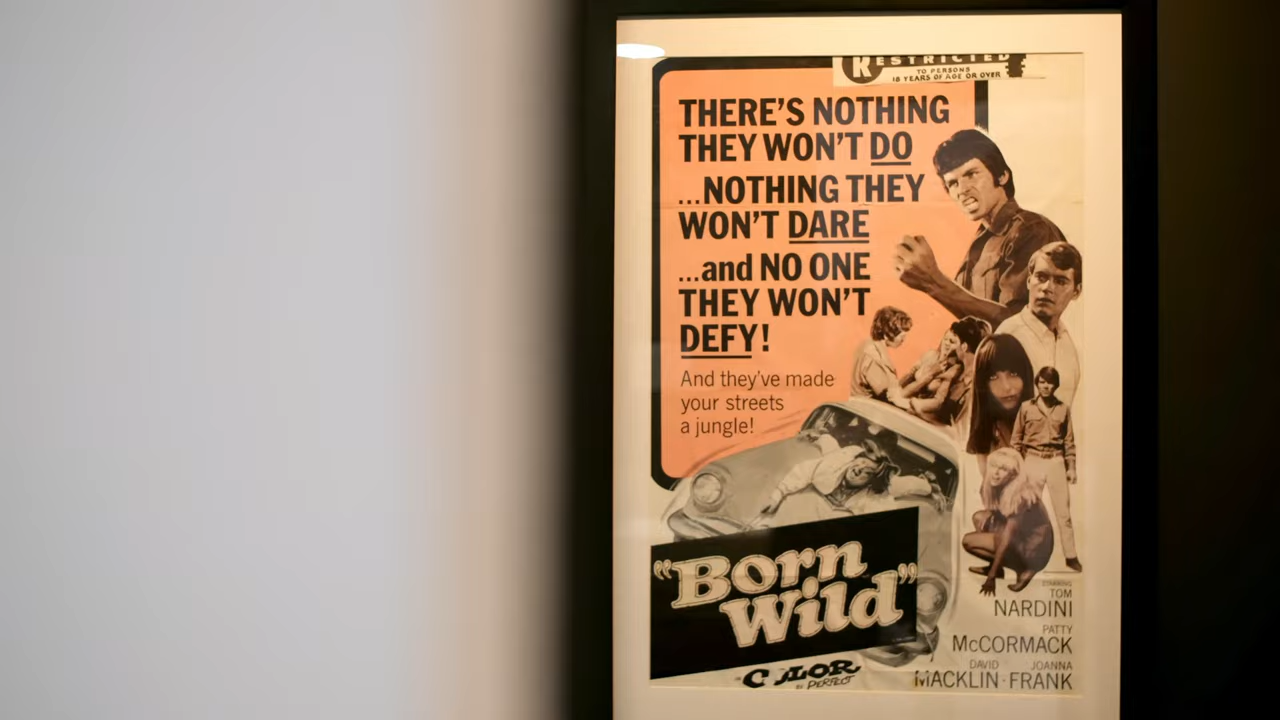 RESTRICTED
TO PERSONS
18 YEARS OF AGE OR OVER
THERE'S NOTHING
THEY WON'T DO
...NOTHING THEY
WON'T DARE
...and NO ONE
THEY WON'T
DEFY!
And they've made
your streets
a jungle!
"Born
Wild"
COLOR
by PERFECT
STARRING
TOM
NARDINI
PATTY
McCORMACK
DAVID JOANNA
MACKLIN · FRANK